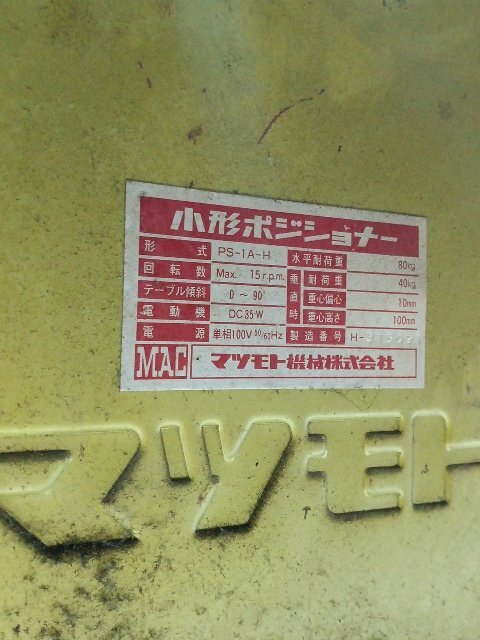 小形ポジショナー
形式 PS-1A-H 水平耐荷重 80kg
回転数 Max. 15r.p.m. 垂直時 耐荷重 40kg
テーブル傾斜 0～90° 重心偏心 10mm
電動機 DC35W 重心高さ 100mm
電源 単相100V 50/60Hz 製造番号 H-
MAC マツモト機械株式会社
マツモト